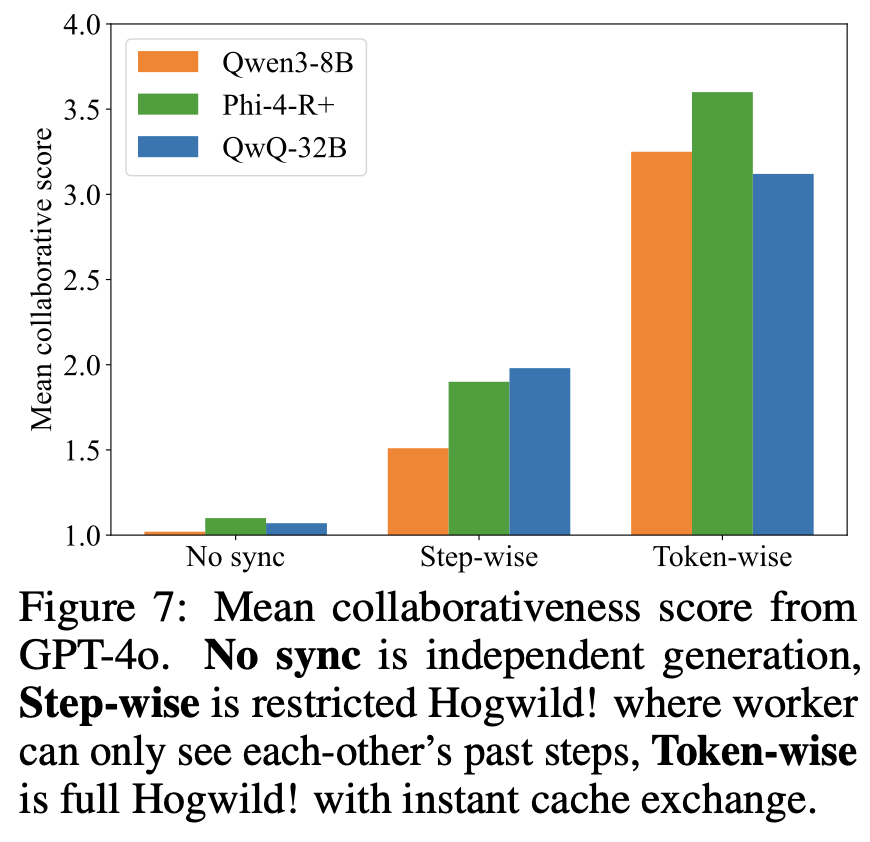 Mean collaborative score
4.0
3.5
3.0
2.5
2.0
1.5
1.0
Qwen3-8B
Phi-4-R+
QwQ-32B
No sync
Step-wise
Token-wise
Figure 7: Mean collaborativeness score from
GPT-4o. No sync is independent generation,
Step-wise is restricted Hogwild! where worker
can only see each-other’s past steps, Token-wise
is full Hogwild! with instant cache exchange.